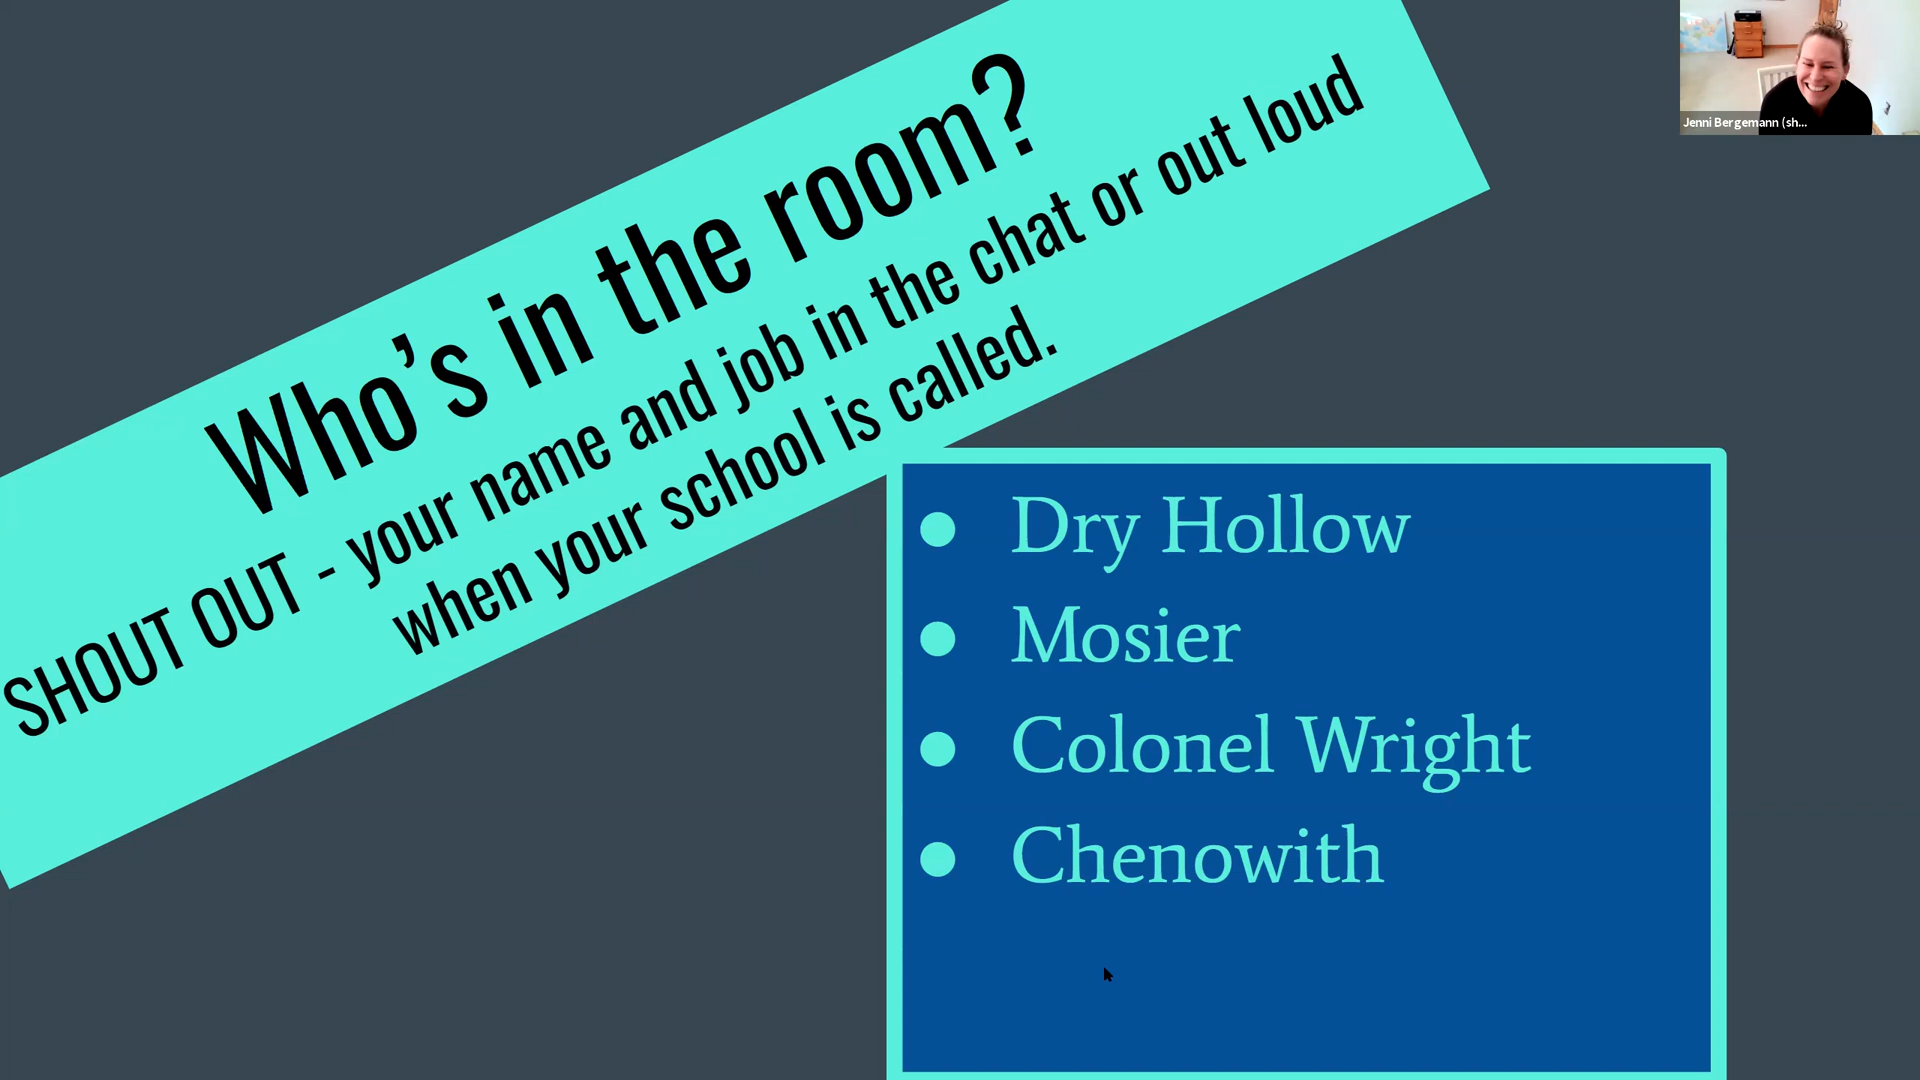 Who's in the room?
SHOUT OUT - your name and job in the chat or out loud
when your school is called.
Dry Hollow
Mosier
Colonel Wright
Chenowith
Jenni Bergemann (sh...